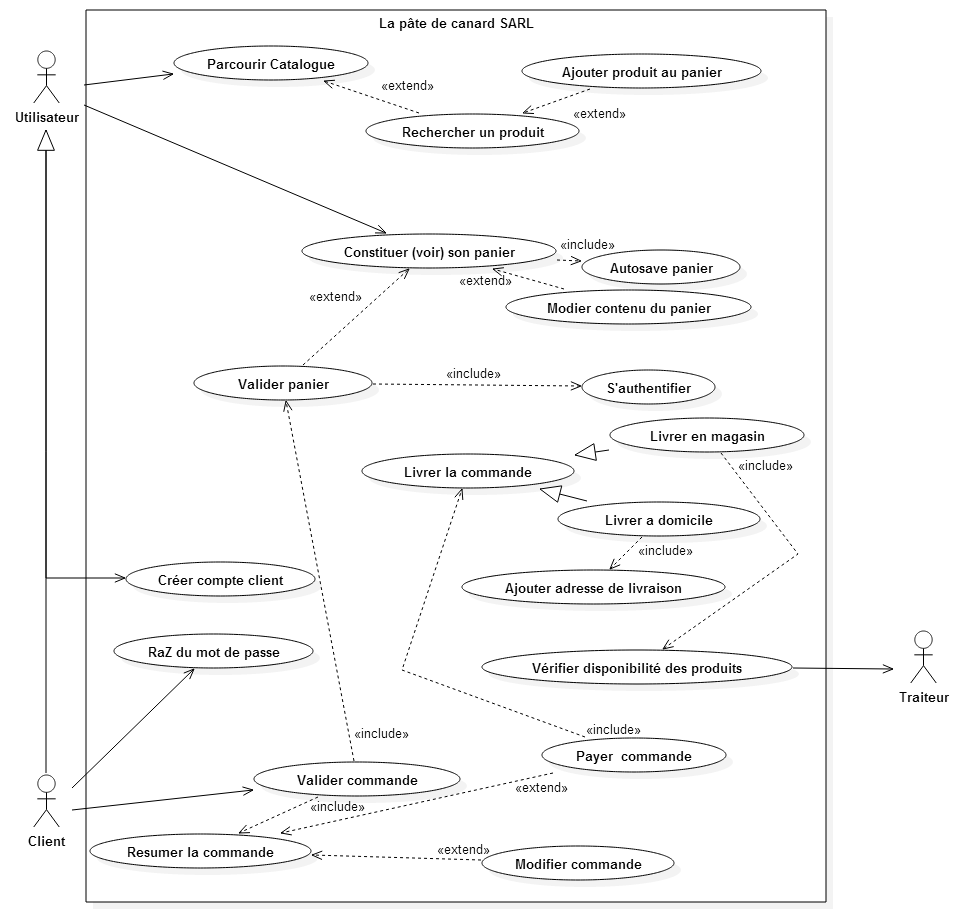 La pâte de canard SARL
Parcourir Catalogue
Ajouter produit au panier
«extend»
«extend»
Utilisateur
Rechercher un produit
«include»
Constituer (voir) son panier
Autosave panier
«extend»
«extend»
Modier contenu du panier
«include»
Valider panier
S'authentifier
Livrer en magasin
«include»
Livrer la commande
Livrer a domicile
«include»
Créer compte client
Ajouter adresse de livraison
RaZ du mot de passe
Vérifier disponibilité des produits
Traiteur
«include»
«include»
Payer commande
Valider commande
«extend»
«include»
Client
Resumer la commande
«extend»
Modifier commande